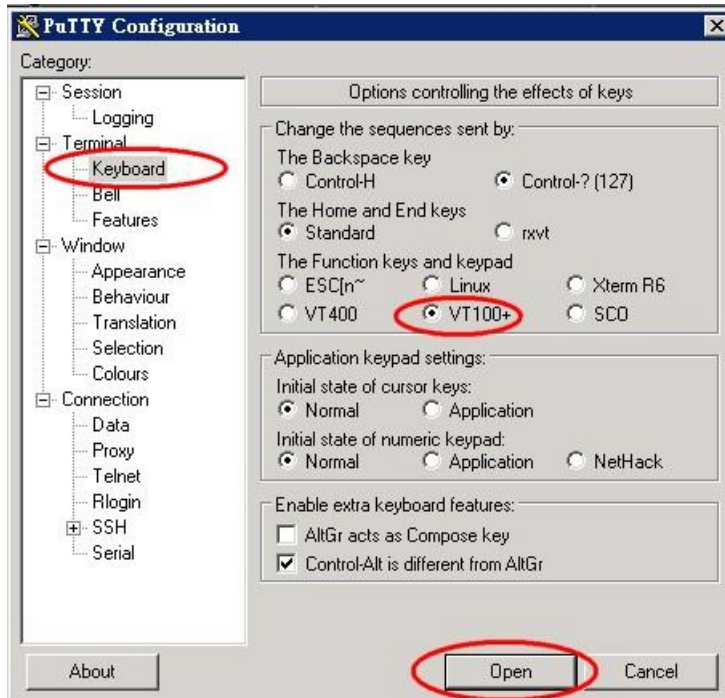 PuTTY Configuration
Category:
Session
Logging
Terminal
Keyboard
Bell
Features
Window
Appearance
Behaviour
Translation
Selection
Colours
Connection
Data
Proxy
Telnet
Rlogin
SSH
Serial
Options controlling the effects of keys
Change the sequences sent by:
The Backspace key
Control-H Control-? (127)
The Home and End keys
Standard rxvt
The Function keys and keypad
ESC[n~ Linux Xterm R6
VT400 VT100+ SCO
Application keypad settings:
Initial state of cursor keys:
Normal Application
Initial state of numeric keypad:
Normal Application NetHack
Enable extra keyboard features:
AltGr acts as Compose key
Control-Alt is different from AltGr
About Open Cancel